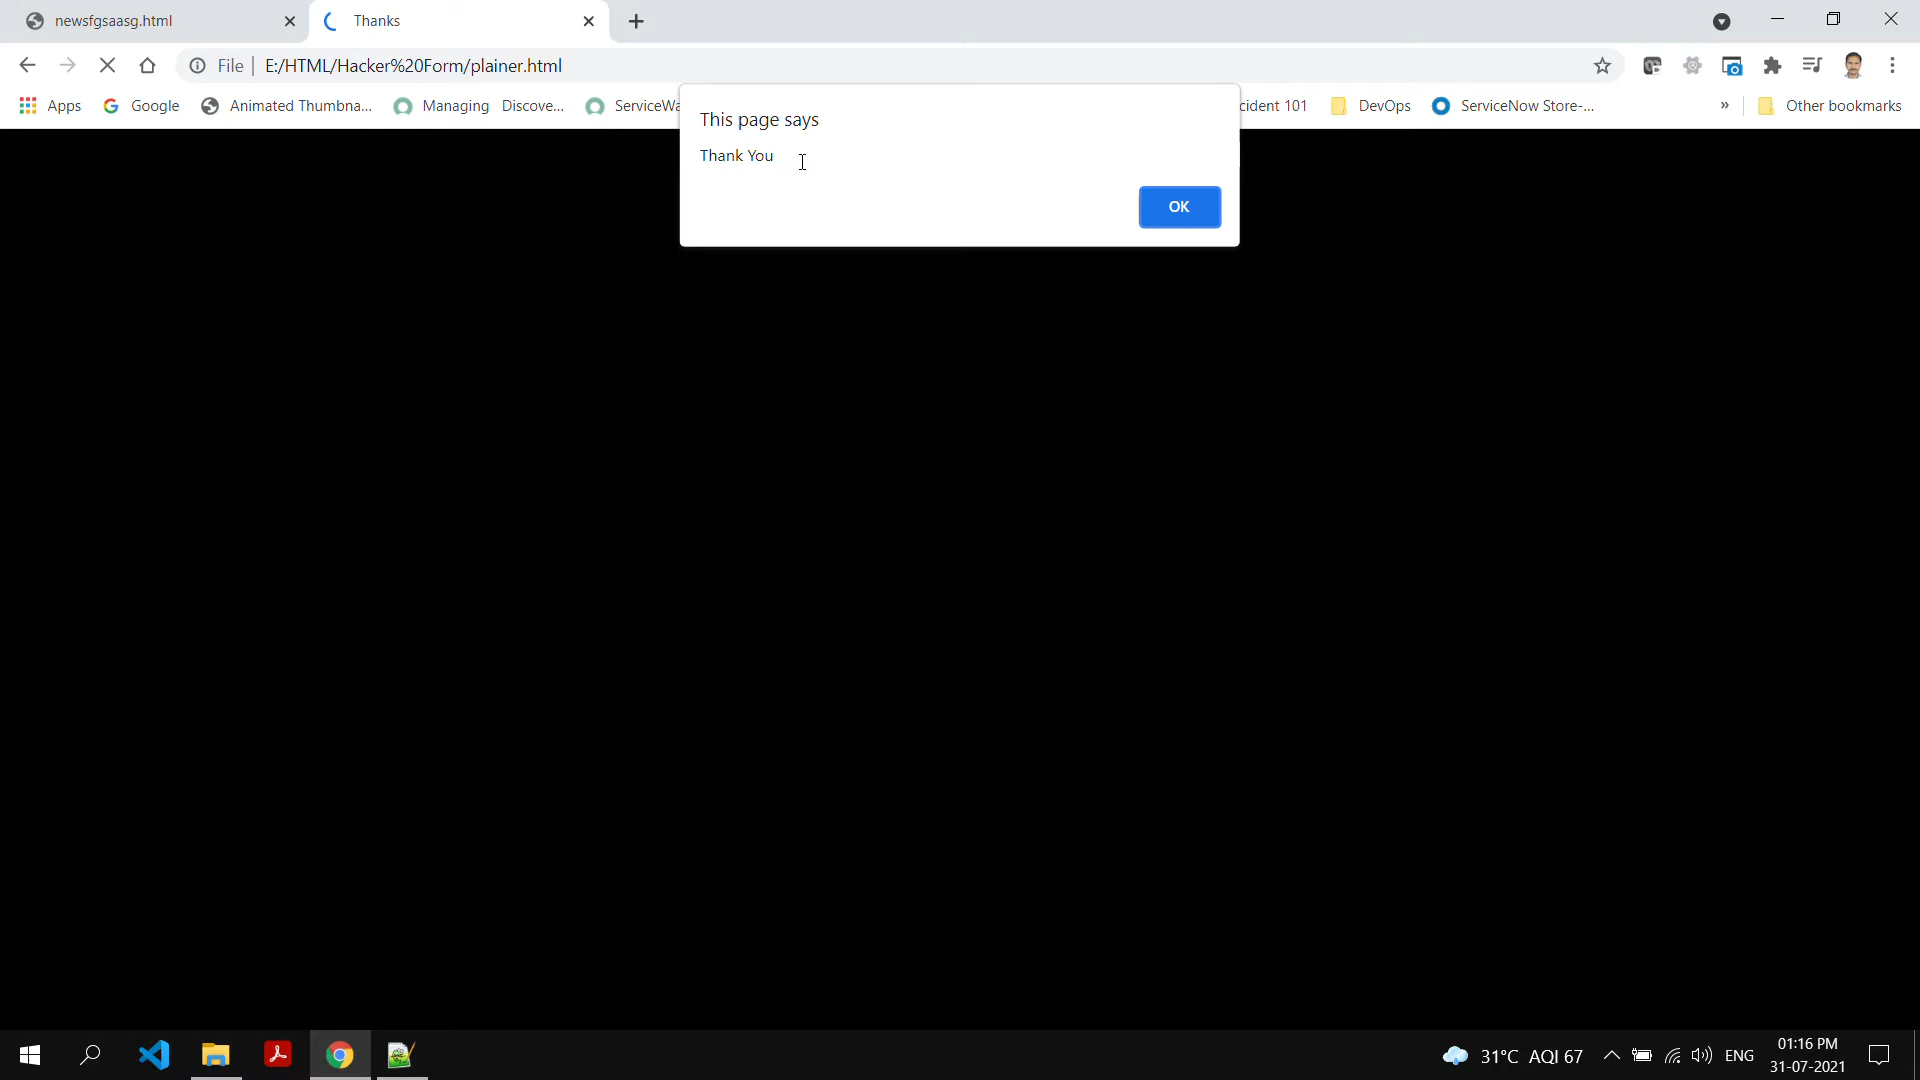 newsfgsaasg.html
Thanks
File
E:/HTML/Hacker%20Form/plainer.html
Apps
Google
Animated Thumbna...
Managing Discove...
ServiceWa
cident 101
DevOps
ServiceNow Store-...
»
Other bookmarks
This page says
Thank You
OK
31°C AQI 67
ENG
01:16 PM
31-07-2021